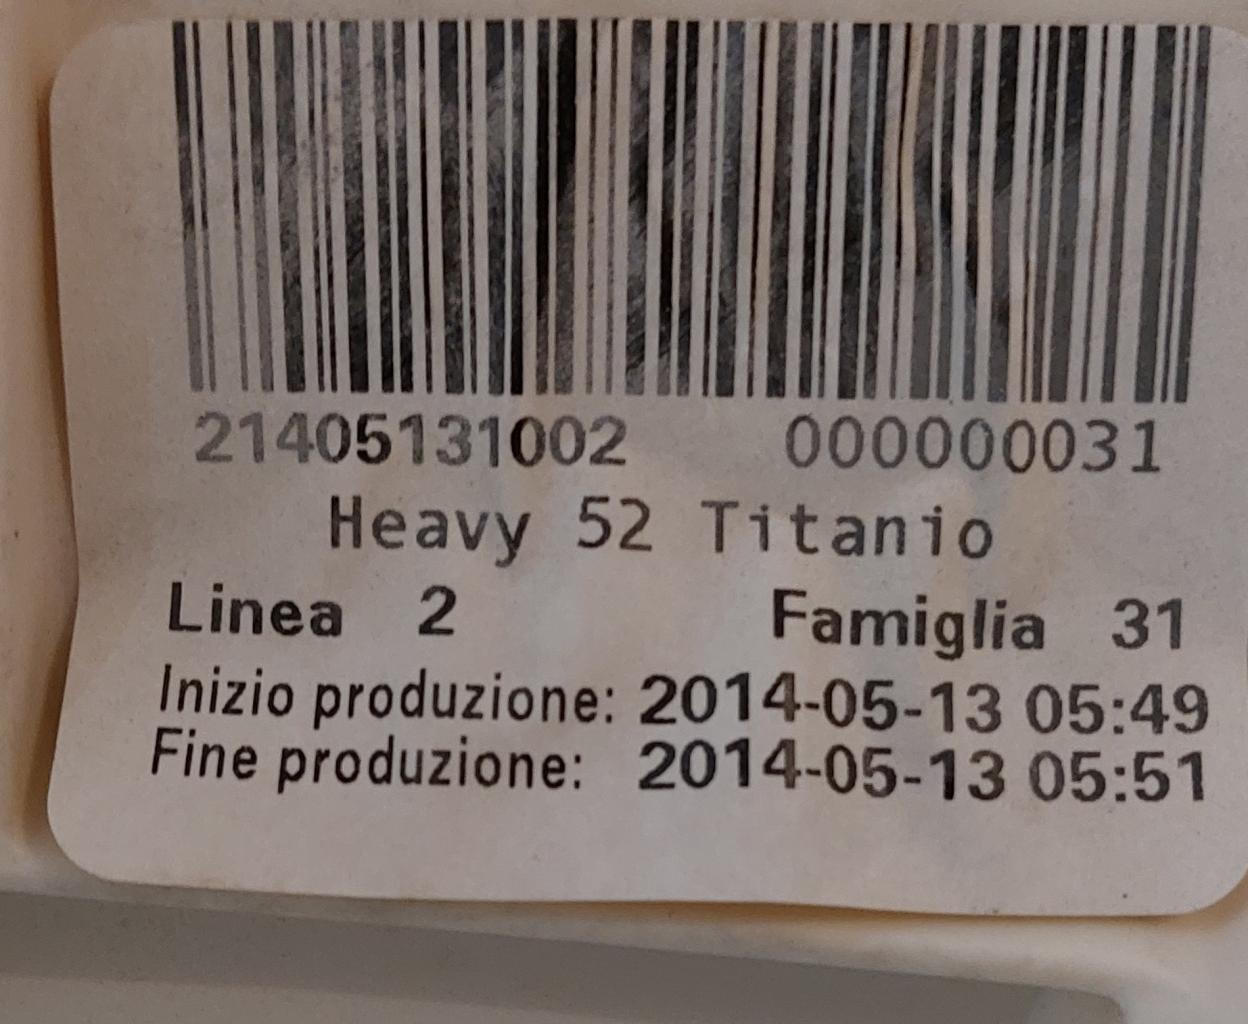 21405131002 000000031
Heavy 52 Titanio
Linea 2 Famiglia 31
Inizio produzione: 2014-05-13 05:49
Fine produzione: 2014-05-13 05:51